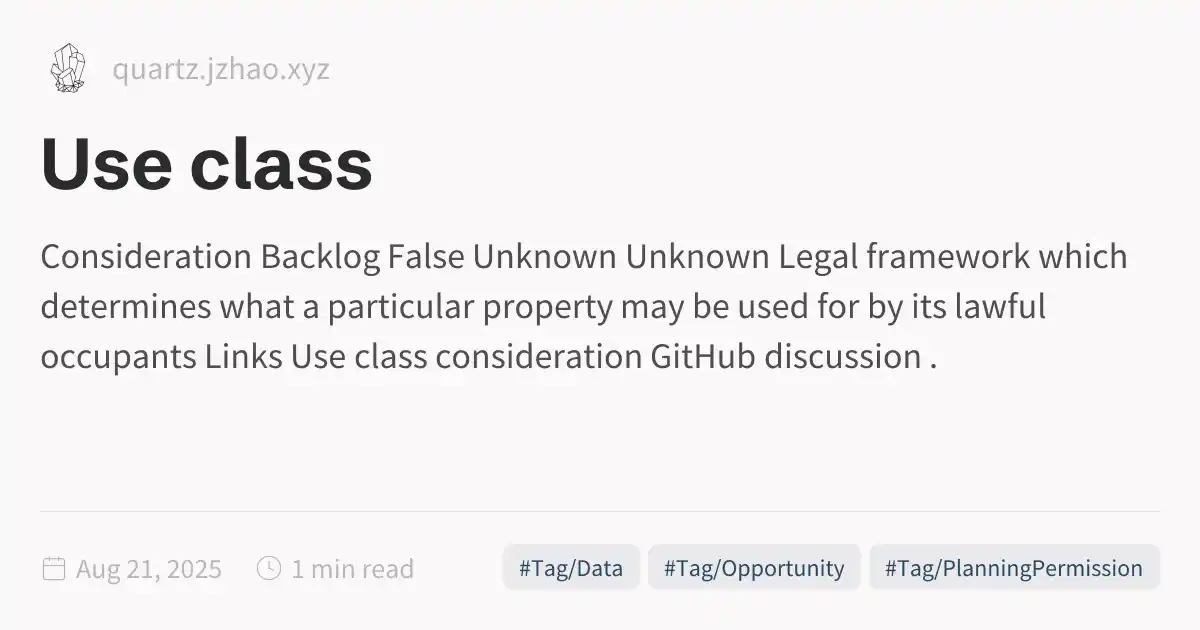 quartz.jzhao.xyz
Use class
Consideration Backlog False Unknown Unknown Legal framework which
determines what a particular property may be used for by its lawful
occupants Links Use class consideration GitHub discussion .
Aug 21, 2025 1 min read #Tag/Data #Tag/Opportunity #Tag/PlanningPermission